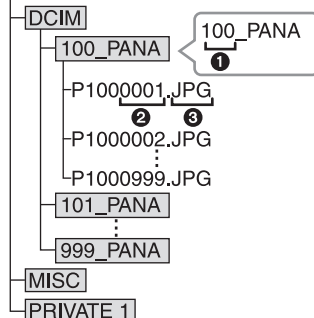 DCIM
100_PANA
100_PANA
❶
P1000001.JPG
❷ ❸
P1000002.JPG
P1000999.JPG
101_PANA
999_PANA
MISC
PRIVATE 1